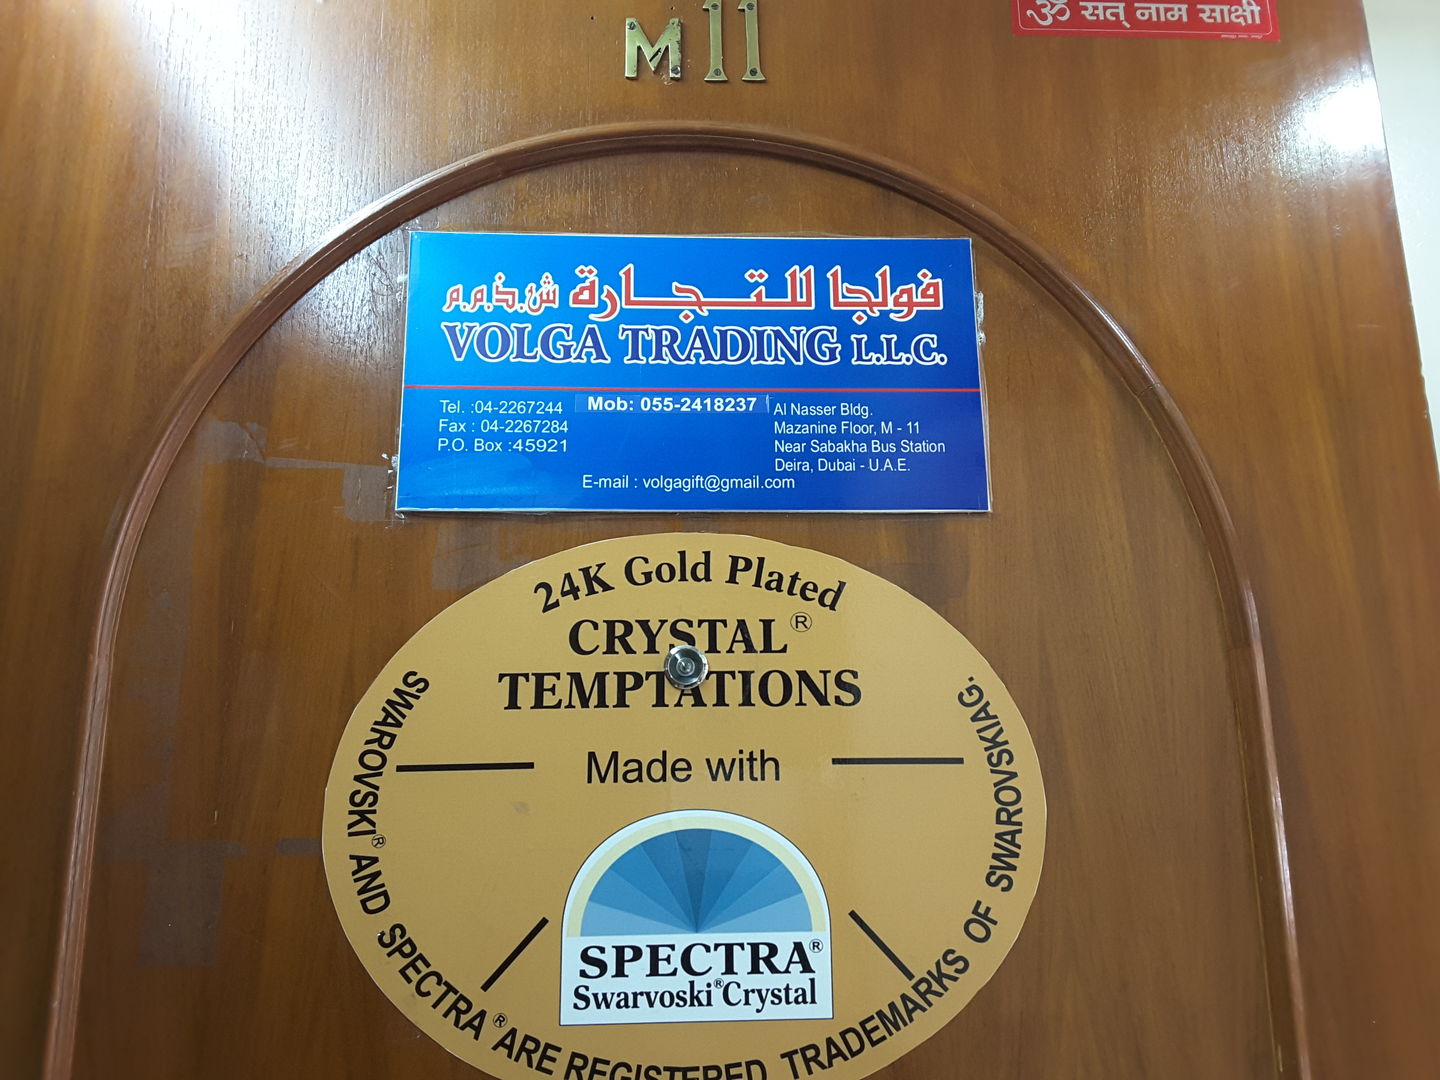 M 11
ॐ सत् नाम साक्षी
فولجا للتجارة ش.ذ.م.م
VOLGA TRADING L.L.C.
Tel. :04-2267244
Fax : 04-2267284
P.O. Box :45921
Mob: 055-2418237
Al Nasser Bldg.
Mazanine Floor, M - 11
Near Sabakha Bus Station
Deira, Dubai - U.A.E.
E-mail : volgagift@gmail.com
24K Gold Plated
CRYSTAL®
TEMPTATIONS
Made with
SPECTRA®
Swarvoski®Crystal
SWAROVSKI® AND SPECTRA® ARE REGISTERED TRADEMARKS OF SWAROVSKIAG.